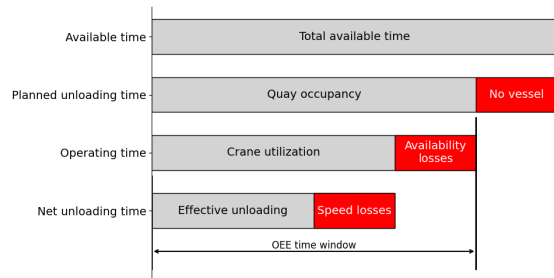 Available time
Total available time
Planned unloading time
Quay occupancy
No vessel
Operating time
Crane utilization
Availability
losses
Net unloading time
Effective unloading
Speed losses
OEE time window